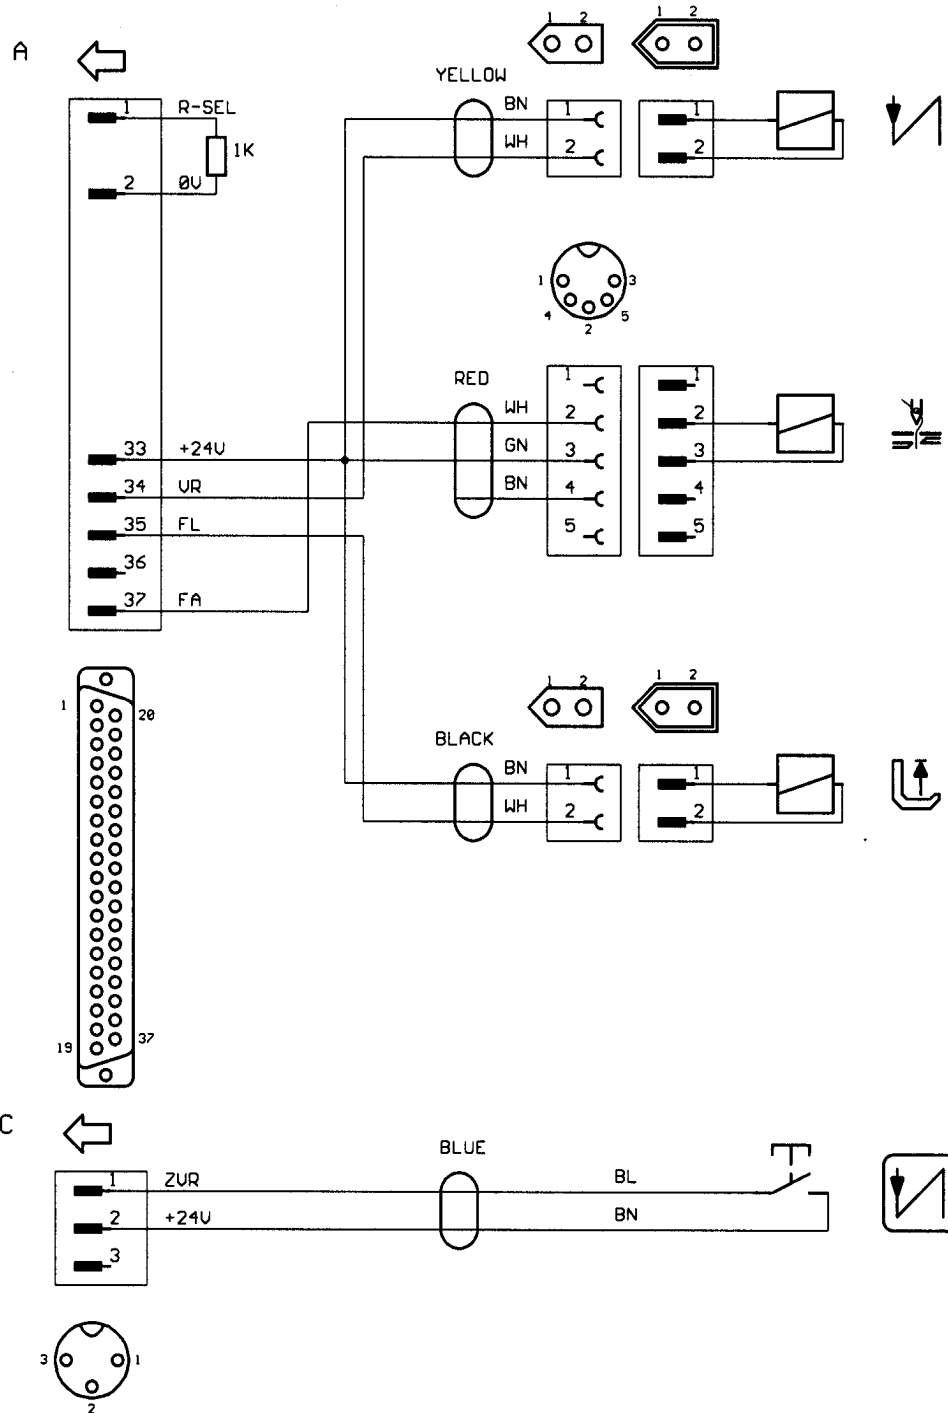 1 2
1 2
A
YELLOW
1 R-SEL
BN 1 1
1K
WH 2 2
2 0V
1 3
4 2 5
RED
1 1
WH 2 2
33 +24V
GN 3 3
34 VR
BN 4 4
35 FL
5 5
36
37 FA
1 2
1 2
1 20
BLACK
BN 1 1
WH 2 2
19 37
C
BLUE
1 ZVR
BL
2 +24V
BN
3
3 1
2